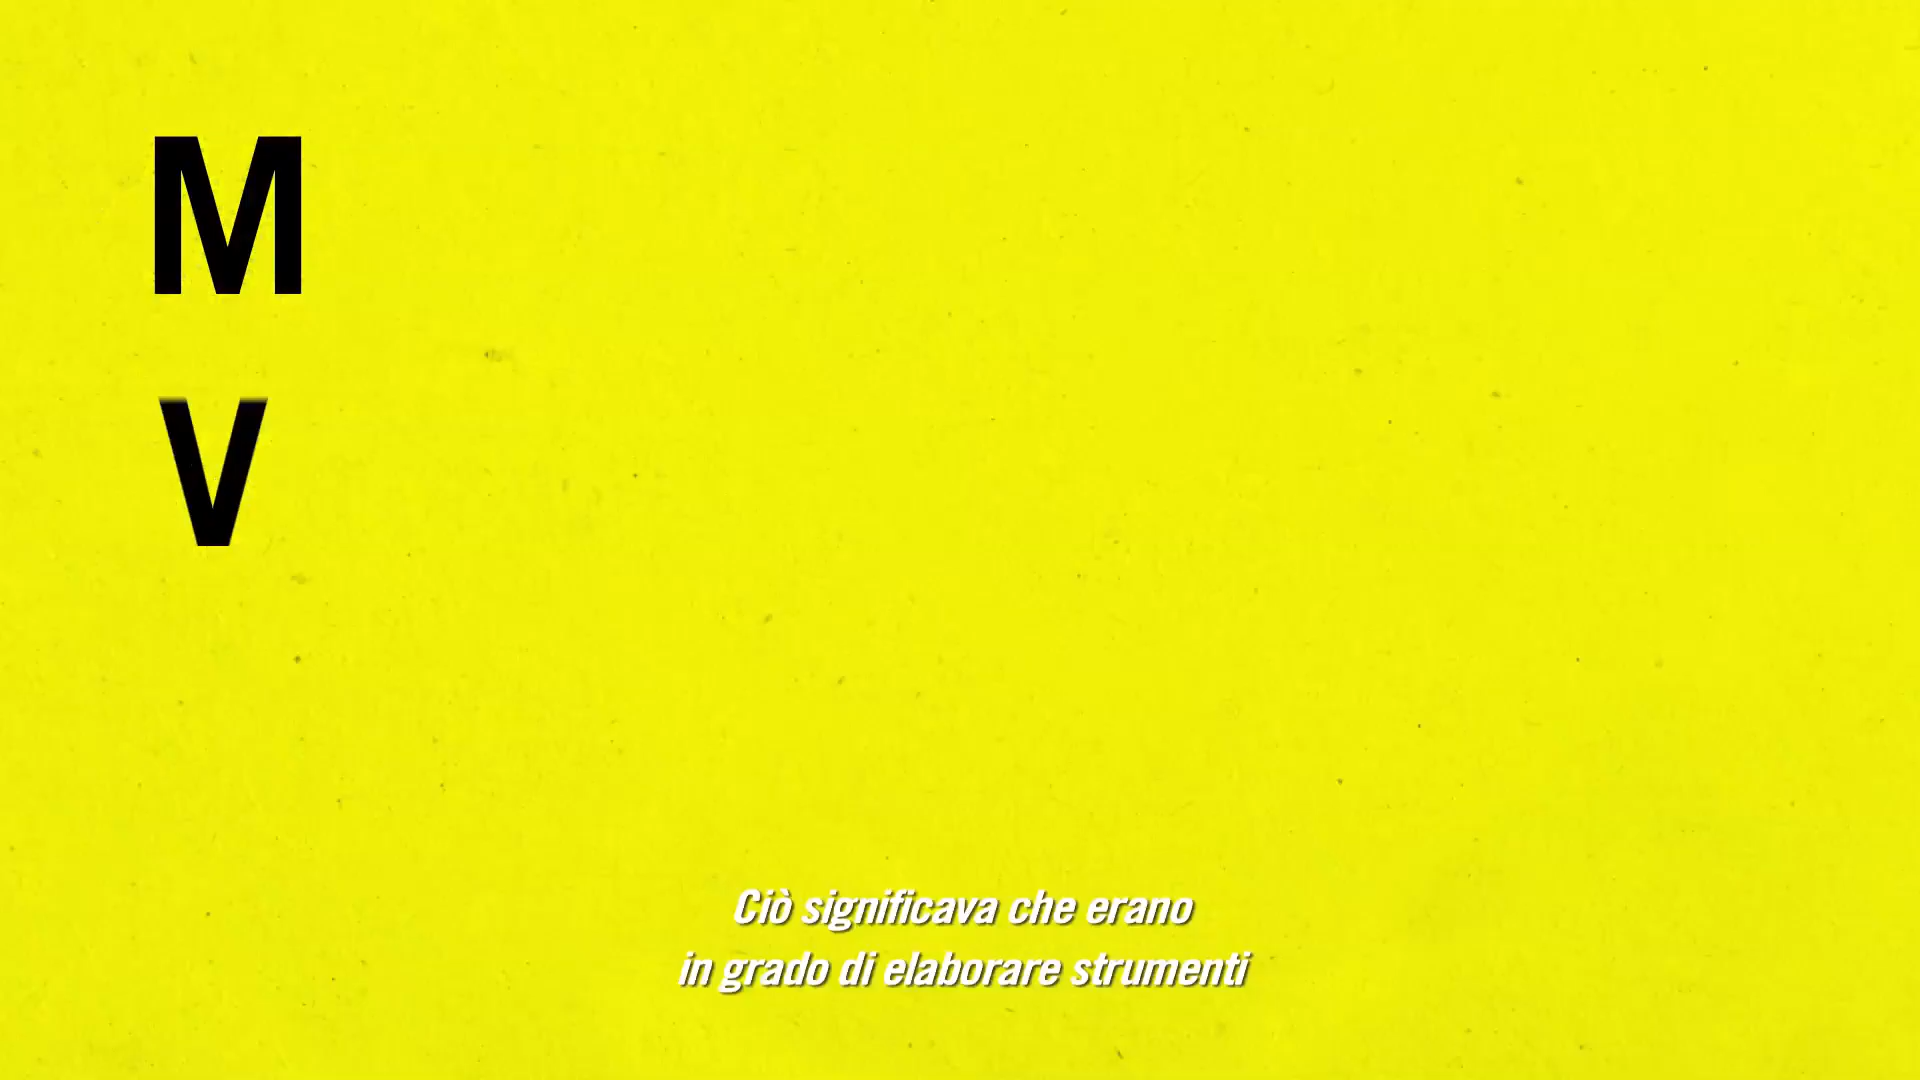 M
V
Ciò significava che erano
in grado di elaborare strumenti